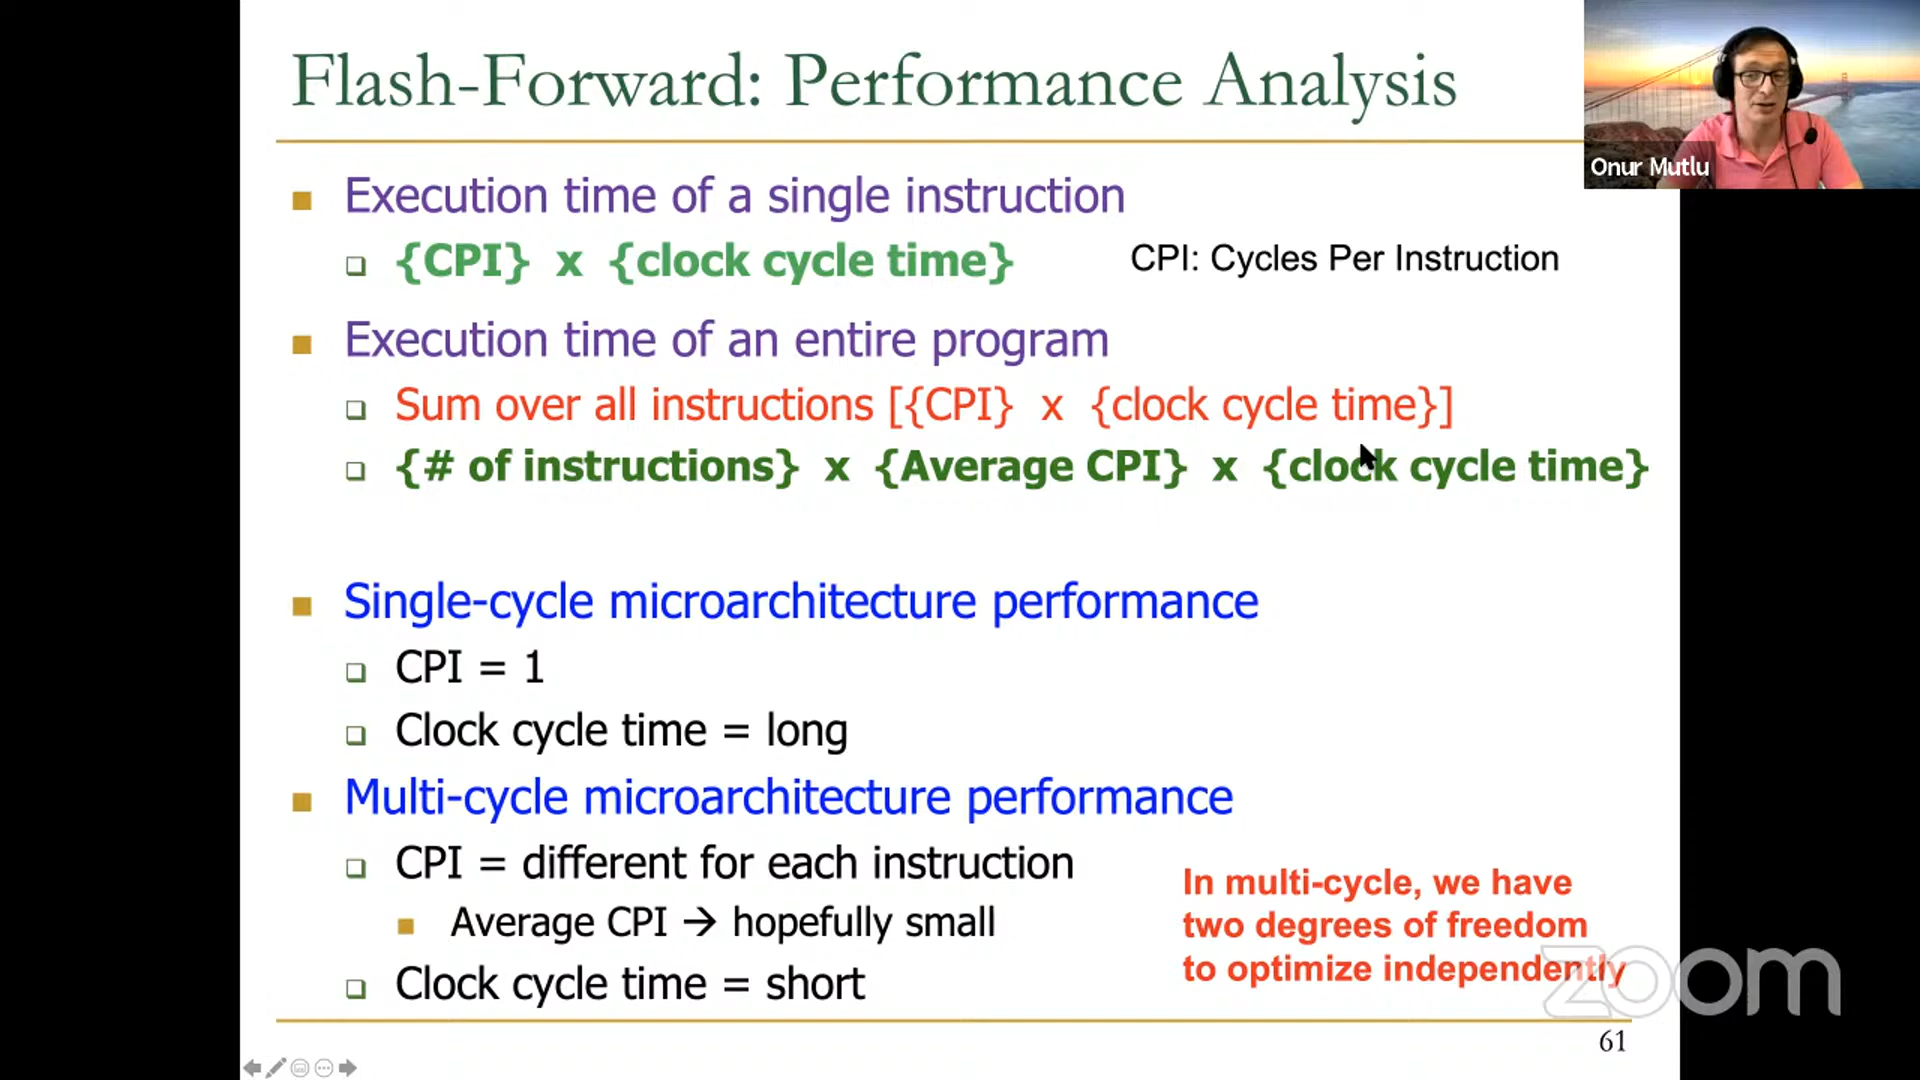 Flash-Forward: Performance Analysis
Onur Mutlu
Execution time of a single instruction
{CPI} x {clock cycle time}
CPI: Cycles Per Instruction
Execution time of an entire program
Sum over all instructions [{CPI} x {clock cycle time}]
{# of instructions} x {Average CPI} x {clock cycle time}
Single-cycle microarchitecture performance
CPI = 1
Clock cycle time = long
Multi-cycle microarchitecture performance
CPI = different for each instruction
Average CPI → hopefully small
Clock cycle time = short
In multi-cycle, we have
two degrees of freedom
to optimize independently
zoom
61